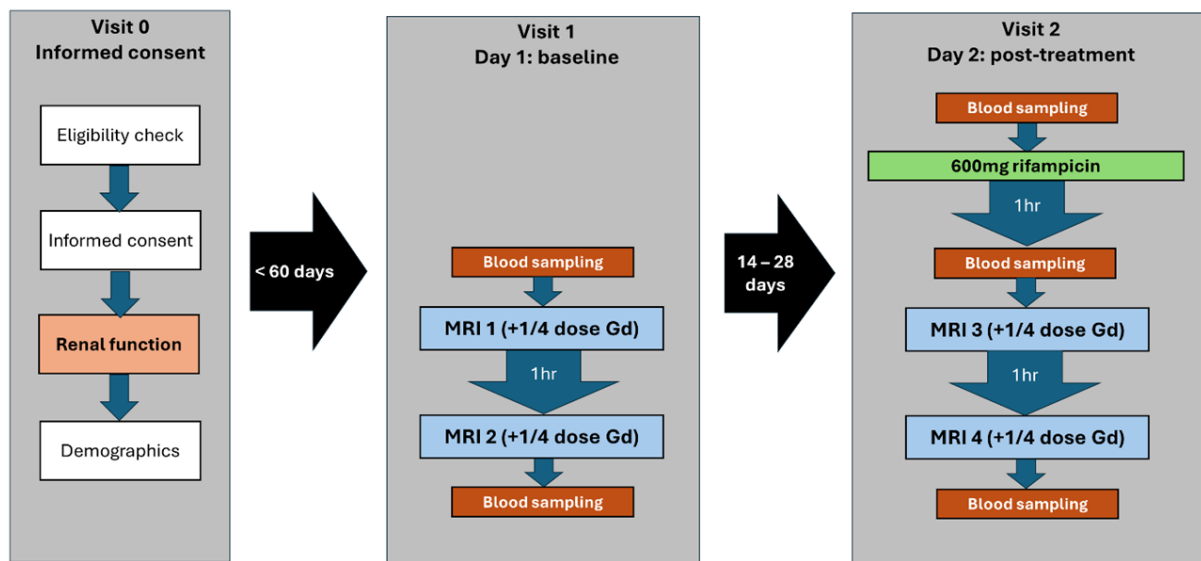 Visit 0
Informed consent
Eligibility check
Informed consent
Renal function
Demographics
< 60 days
Visit 1
Day 1: baseline
Blood sampling
MRI 1 (+1/4 dose Gd)
1hr
MRI 2 (+1/4 dose Gd)
Blood sampling
14 – 28
days
Visit 2
Day 2: post-treatment
Blood sampling
600mg rifampicin
1hr
Blood sampling
MRI 3 (+1/4 dose Gd)
1hr
MRI 4 (+1/4 dose Gd)
Blood sampling